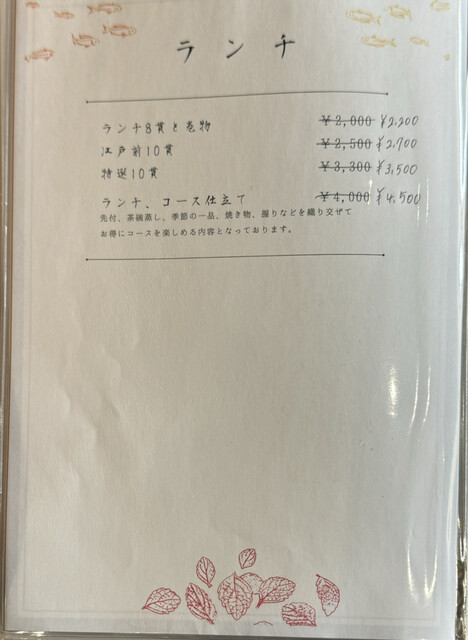 ランチ
ランチ8貫と巻物 ¥2,000 ¥2,200
江戸前10貫 ¥2,500 ¥2,700
特選10貫 ¥3,300 ¥3,500
ランチ、コース仕立て ¥4,000 ¥4,500
先付、茶碗蒸し、季節の一品、焼き物、握りなどを織り交ぜて
お得にコースを楽しめる内容となっております。